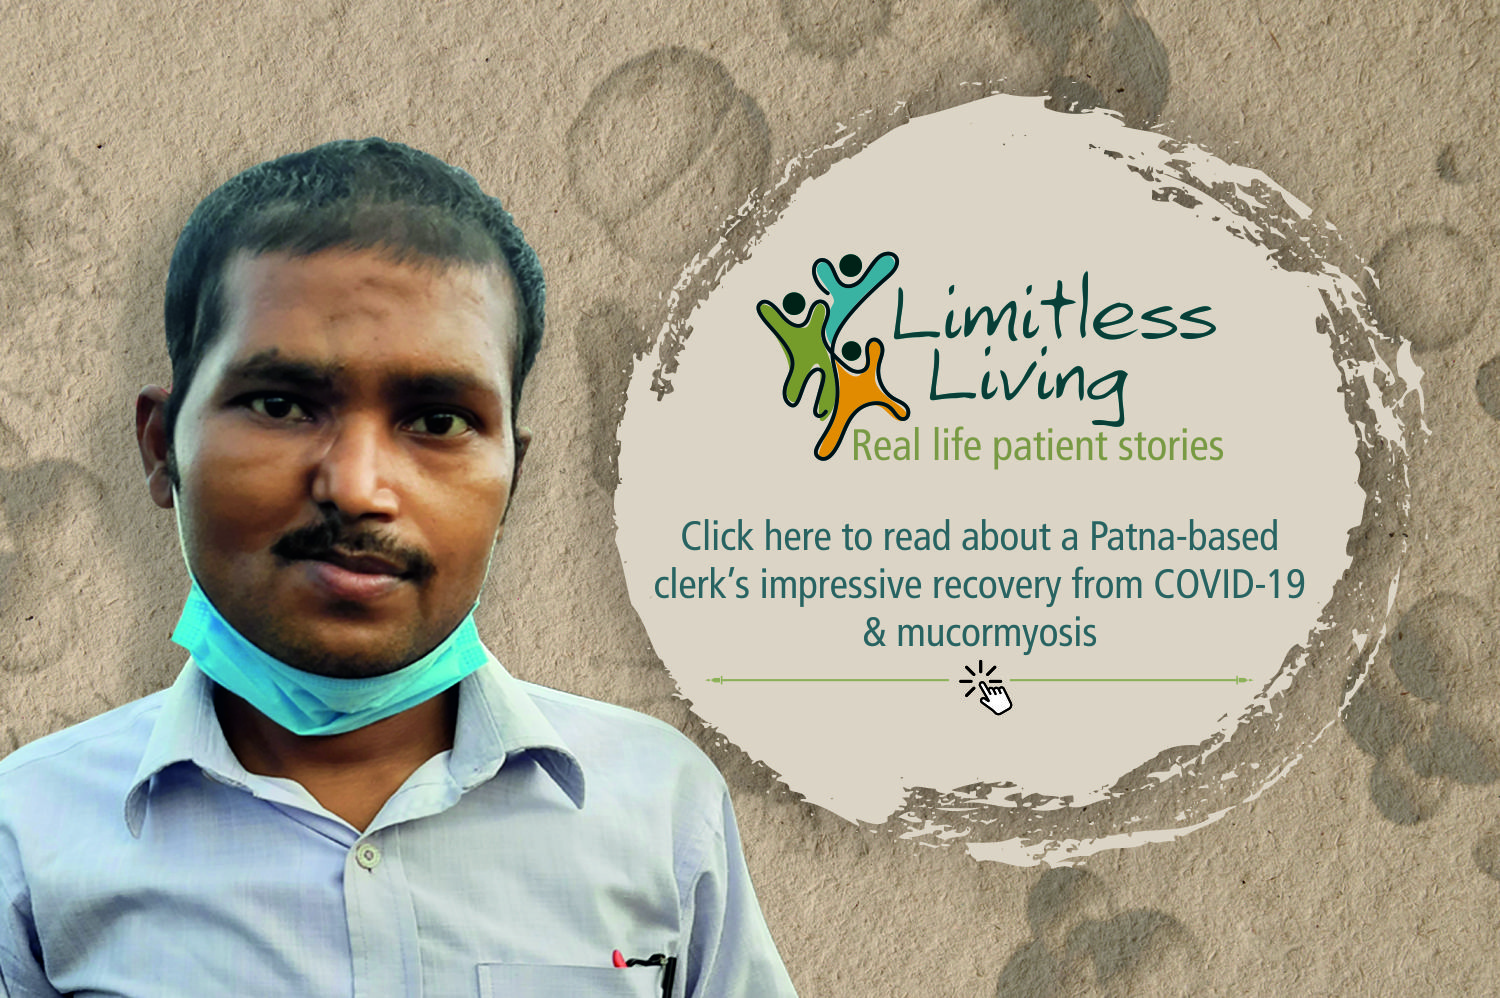 Limitless
Living
Real life patient stories
Click here to read about a Patna-based
clerk's impressive recovery from COVID-19
& mucormyosis